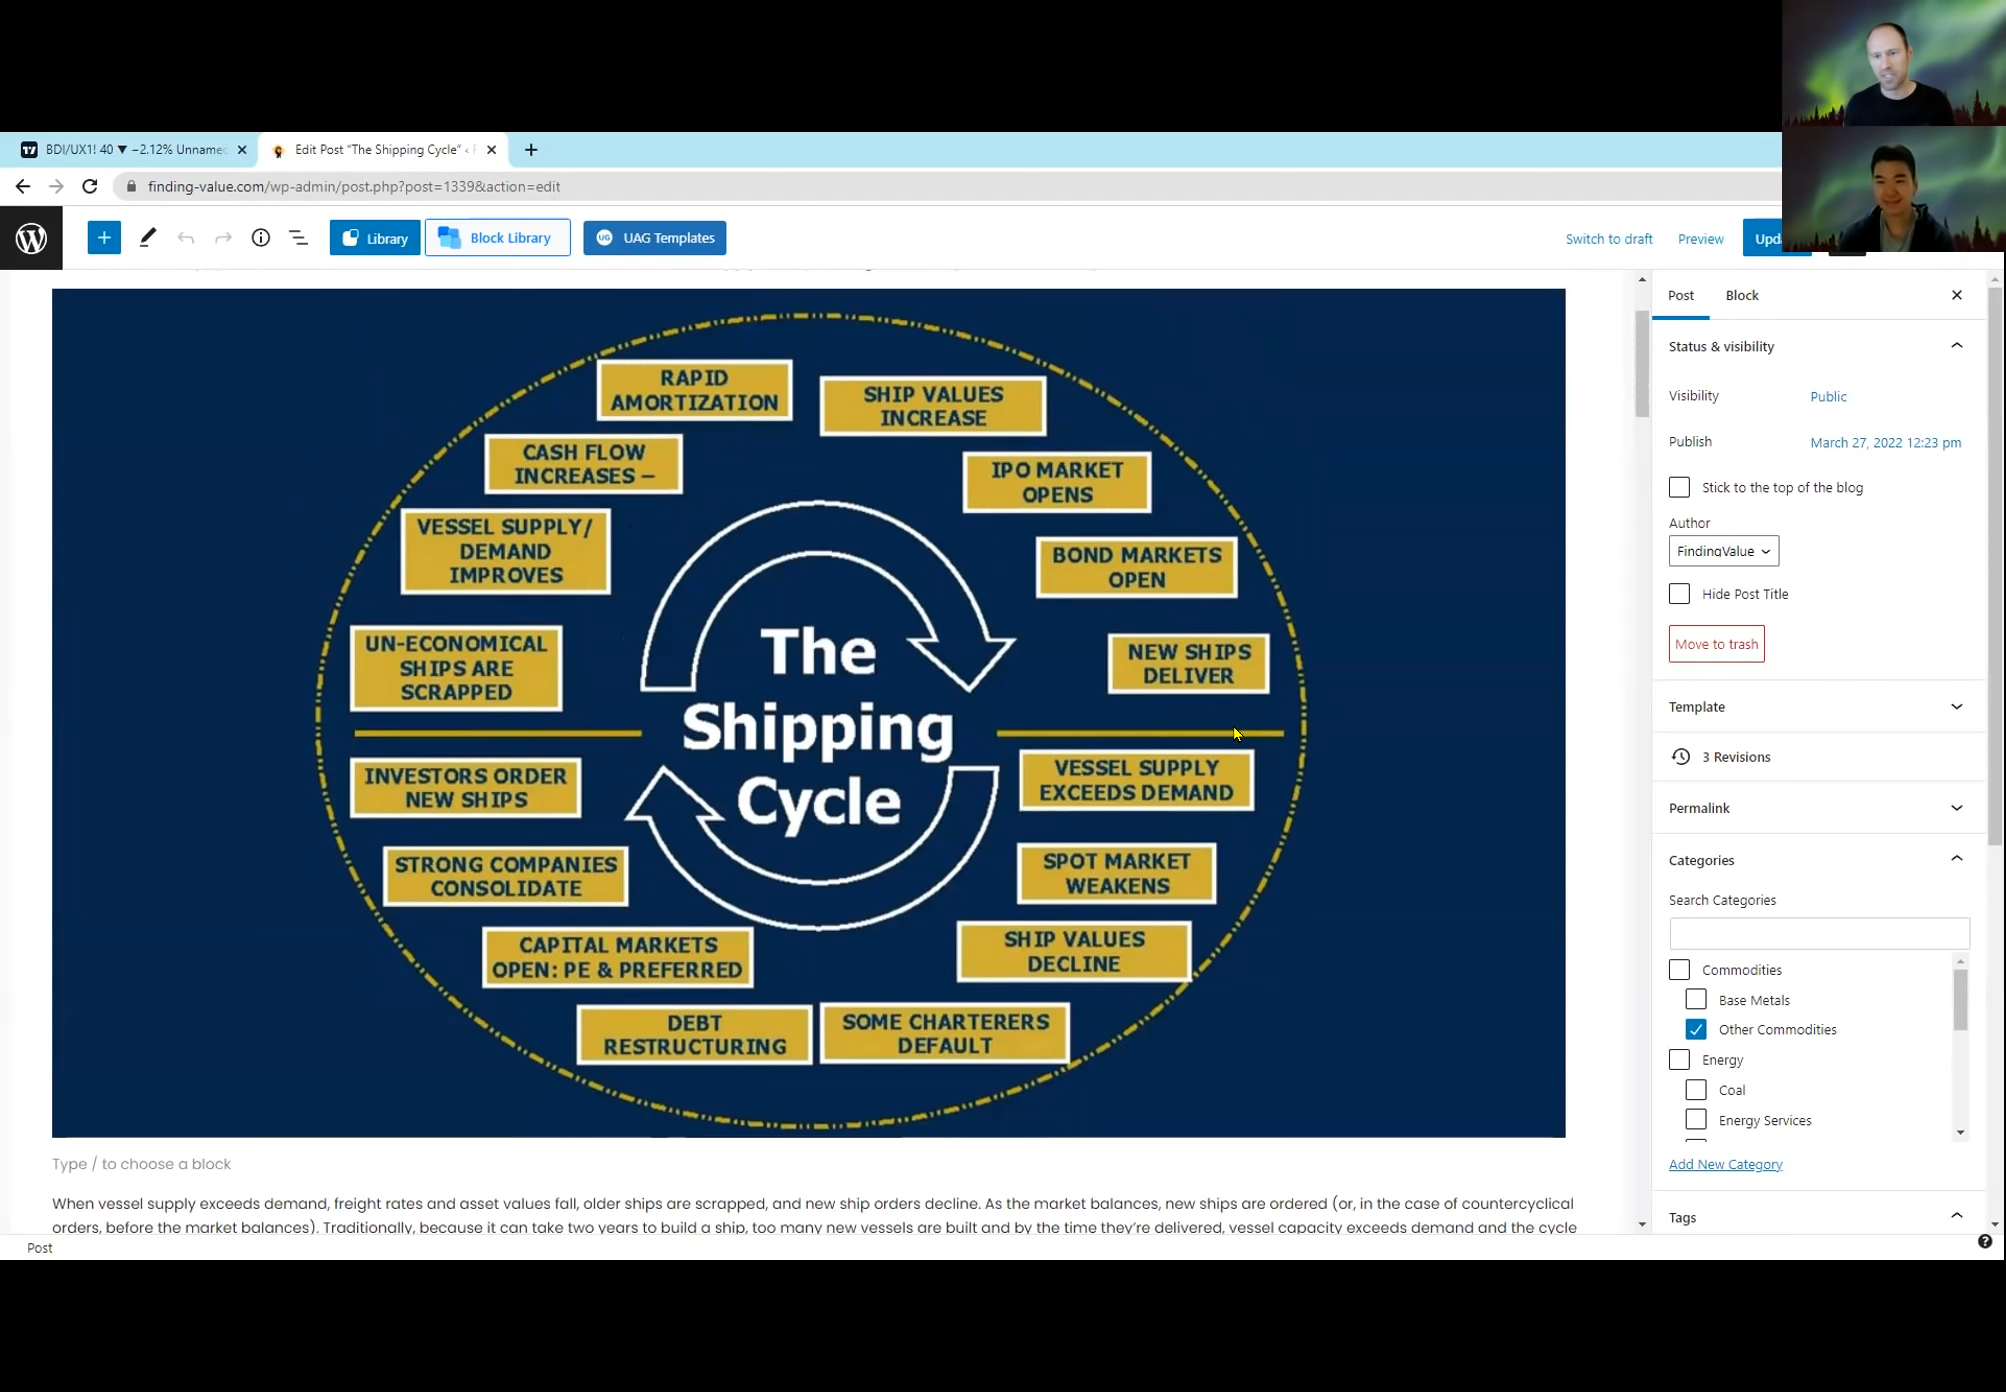 BDI/UX1! 40 ▼ −2.12% Unname
Edit Post “The Shipping Cycle” ‹
finding-value.com/wp-admin/post.php?post=1339&action=edit
Library
Block Library
UG UAG Templates
Switch to draft
Preview
Upd
RAPID
AMORTIZATION
SHIP VALUES
INCREASE
CASH FLOW
INCREASES –
IPO MARKET
OPENS
VESSEL SUPPLY/
DEMAND
IMPROVES
BOND MARKETS
OPEN
UN-ECONOMICAL
SHIPS ARE
SCRAPPED
NEW SHIPS
DELIVER
The
Shipping
Cycle
INVESTORS ORDER
NEW SHIPS
VESSEL SUPPLY
EXCEEDS DEMAND
STRONG COMPANIES
CONSOLIDATE
SPOT MARKET
WEAKENS
CAPITAL MARKETS
OPEN: PE & PREFERRED
SHIP VALUES
DECLINE
DEBT
RESTRUCTURING
SOME CHARTERERS
DEFAULT
Type / to choose a block
When vessel supply exceeds demand, freight rates and asset values fall, older ships are scrapped, and new ship orders decline. As the market balances, new ships are ordered (or, in the case of countercyclical
orders, before the market balances). Traditionally, because it can take two years to build a ship, too many new vessels are built and by the time they’re delivered, vessel capacity exceeds demand and the cycle
Post
Post Block
Status & visibility
Visibility Public
Publish March 27, 2022 12:23 pm
Stick to the top of the blog
Author
FindingValue
Hide Post Title
Move to trash
Template
3 Revisions
Permalink
Categories
Search Categories
Commodities
Base Metals
Other Commodities
Energy
Coal
Energy Services
Add New Category
Tags